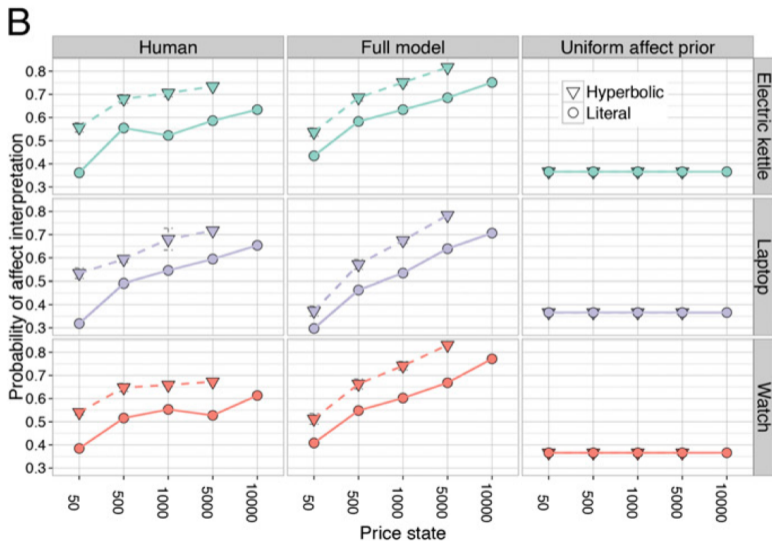 B
Human Full model Uniform affect prior
Probability of affect interpretation
0.8
0.7
0.6
0.5
0.4
0.3
Hyperbolic
Literal
Electric kettle
0.8
0.7
0.6
0.5
0.4
0.3
Laptop
0.8
0.7
0.6
0.5
0.4
0.3
Watch
50 500 1000 5000 10000 50 500 1000 5000 10000 50 500 1000 5000 10000
Price state